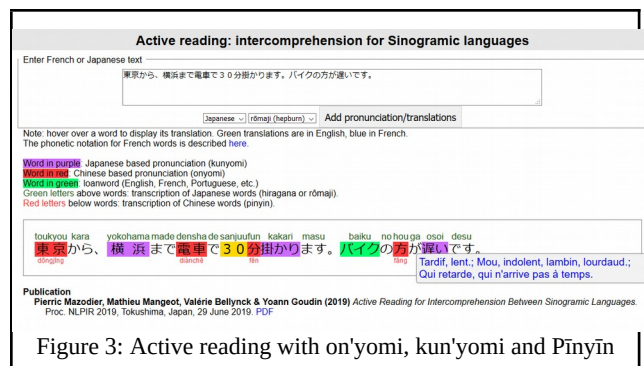 Active reading: intercomprehension for Sinogramic languages
Enter French or Japanese text
東京から、横浜まで電車で３０分掛かります。バイクの方が遅いです。
Japanese rōmaji (hepburn) Add pronunciation/translations
Note: hover over a word to display its translation. Green translations are in English, blue in French.
The phonetic notation for French words is described here.
Word in purple: Japanese based pronunciation (kunyomi)
Word in red: Chinese based pronunciation (onyomi)
Word in green: loanword (English, French, Portuguese, etc.)
Green letters above words: transcription of Japanese words (hiragana or rōmaji).
Red letters below words: transcription of Chinese words (pinyin).
toukyou kara yokohama made densha de sanjuufun kakari masu baiku no hou ga osoi desu
東京から、横浜まで電車で３０分掛かります。バイクの方が遅いです。
dōngjīng diànchē fēn fāng
Tardif, lent.; Mou, indolent, lambin, lourdaud.;
Qui retarde, qui n'arrive pas à temps.
Publication
Pierric Mazodier, Mathieu Mangeot, Valérie Bellynck & Yoann Goudin (2019) Active Reading for Intercomprehension Between Sinogramic Languages.
Proc. NLPIR 2019, Tokushima, Japan, 29 June 2019. PDF
Figure 3: Active reading with on'yomi, kun'yomi and Pīnyīn